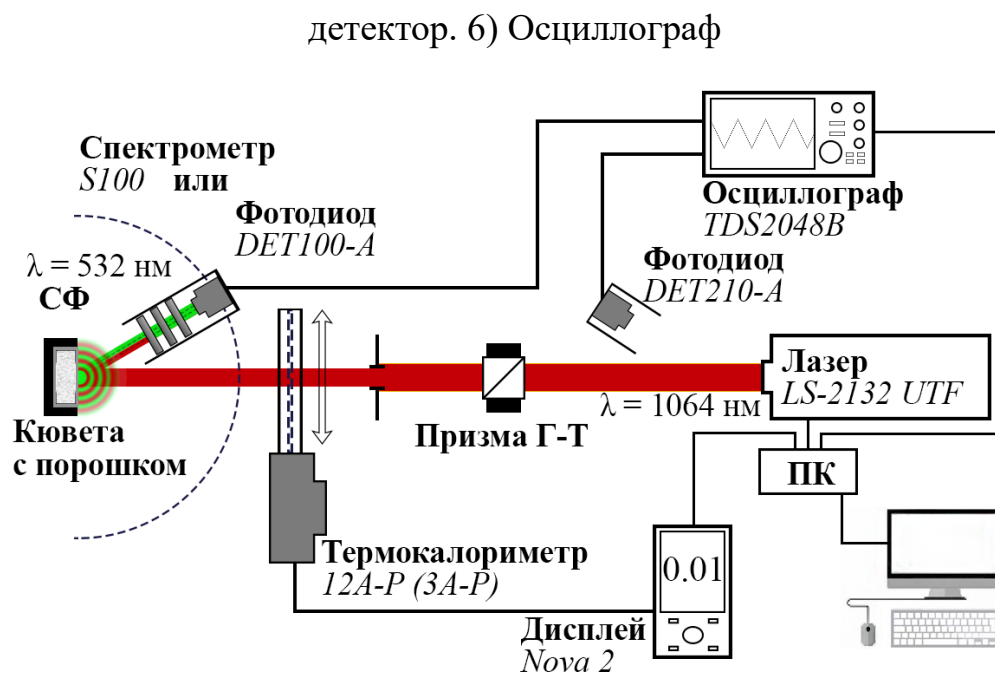 детектор. 6) Осциллограф
Спектрометр
S100 или
Фотодиод
DET100-A
λ = 532 нм
СФ
Кювета
с порошком
Осциллограф
TDS2048B
Фотодиод
DET210-A
Лазер
LS-2132 UTF
λ = 1064 нм
Призма Г-Т
ПК
Термокалориметр
12A-P (3A-P)
0.01
Дисплей
Nova 2